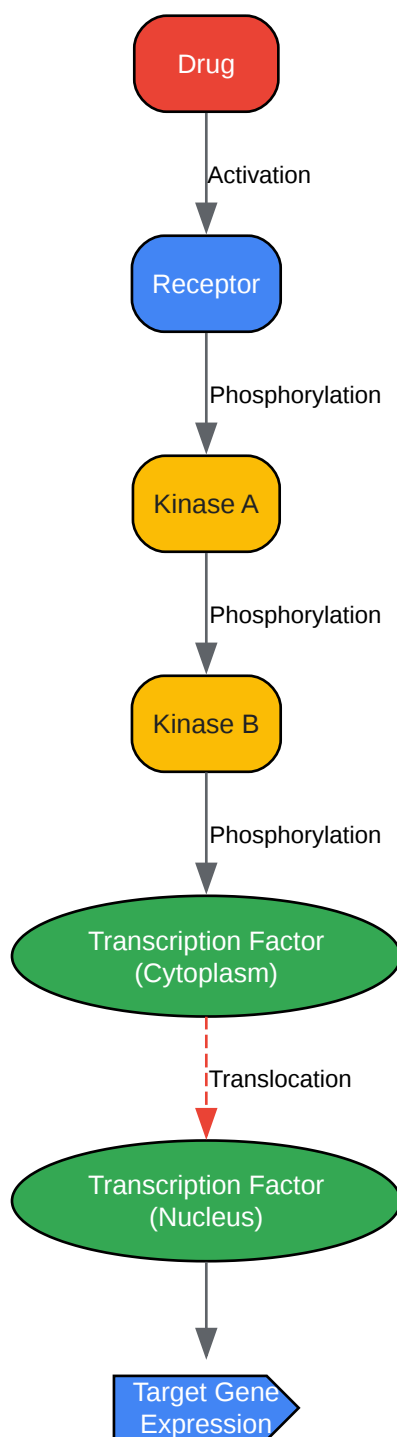 Drug
Activation
Receptor
Phosphorylation
Kinase A
Phosphorylation
Kinase B
Phosphorylation
Transcription Factor
(Cytoplasm)
Translocation
Transcription Factor
(Nucleus)
Target Gene
Expression